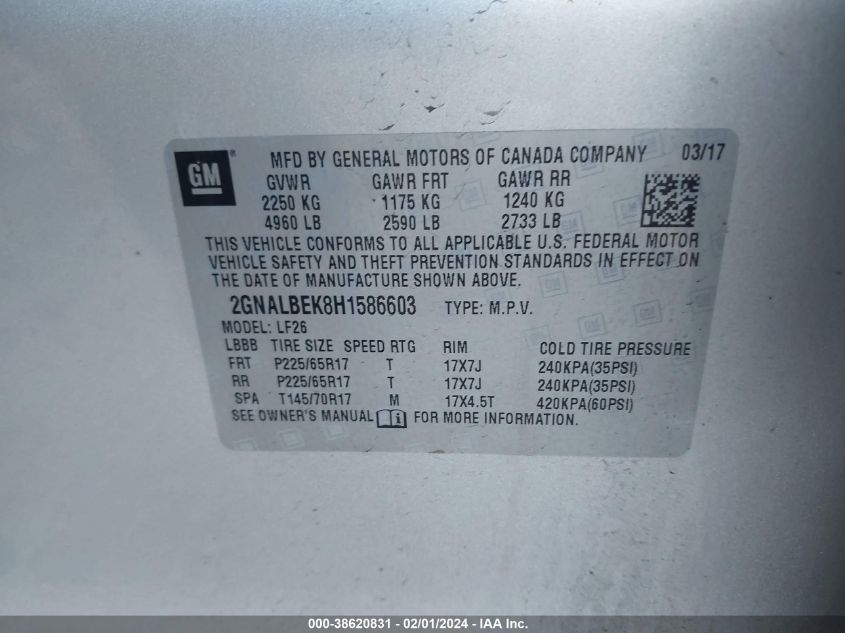 GM ® MFD BY GENERAL MOTORS OF CANADA COMPANY 03/17
GVWR GAWR FRT GAWR RR
2250 KG 1175 KG 1240 KG
4960 LB 2590 LB 2733 LB
THIS VEHICLE CONFORMS TO ALL APPLICABLE U.S. FEDERAL MOTOR
VEHICLE SAFETY AND THEFT PREVENTION STANDARDS IN EFFECT ON
THE DATE OF MANUFACTURE SHOWN ABOVE.
2GNALBEK8H1586603 TYPE: M.P.V.
MODEL: LF26
LBBB TIRE SIZE SPEED RTG RIM COLD TIRE PRESSURE
FRT P225/65R17 T 17X7J 240KPA(35PSI)
RR P225/65R17 T 17X7J 240KPA(35PSI)
SPA T145/70R17 M 17X4.5T 420KPA(60PSI)
SEE OWNER'S MANUAL FOR MORE INFORMATION.
000-38620831 - 02/01/2024 - IAA Inc.